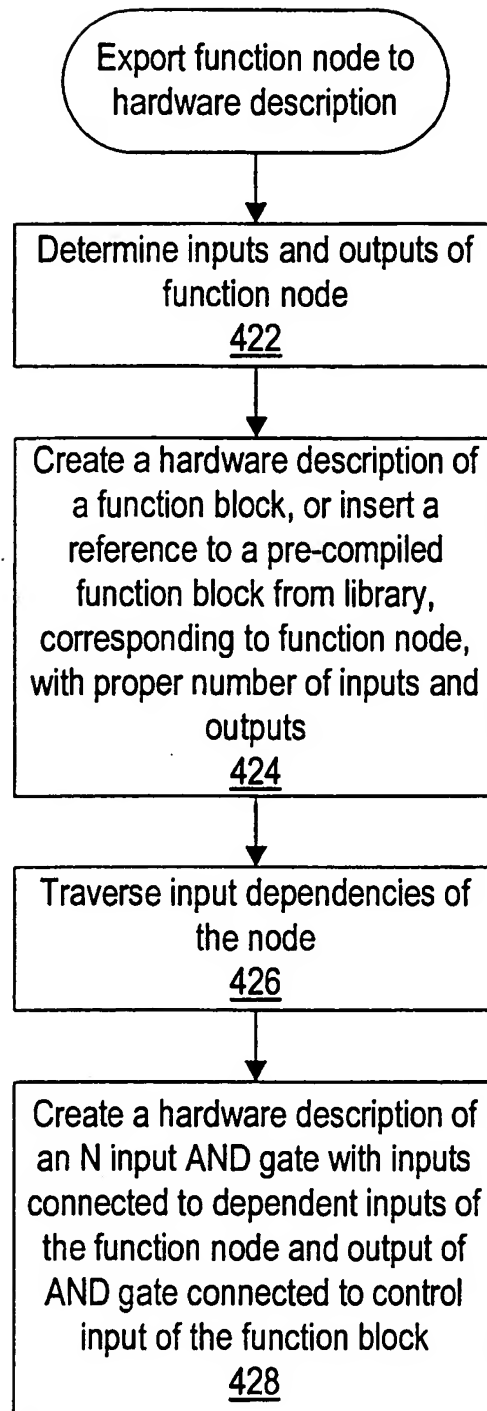 Export function node to
hardware description
Determine inputs and outputs of
function node
422
Create a hardware description of
a function block, or insert a
reference to a pre-compiled
function block from library,
corresponding to function node,
with proper number of inputs and
outputs
424
Traverse input dependencies of
the node
426
Create a hardware description of
an N input AND gate with inputs
connected to dependent inputs of
the function node and output of
AND gate connected to control
input of the function block
428